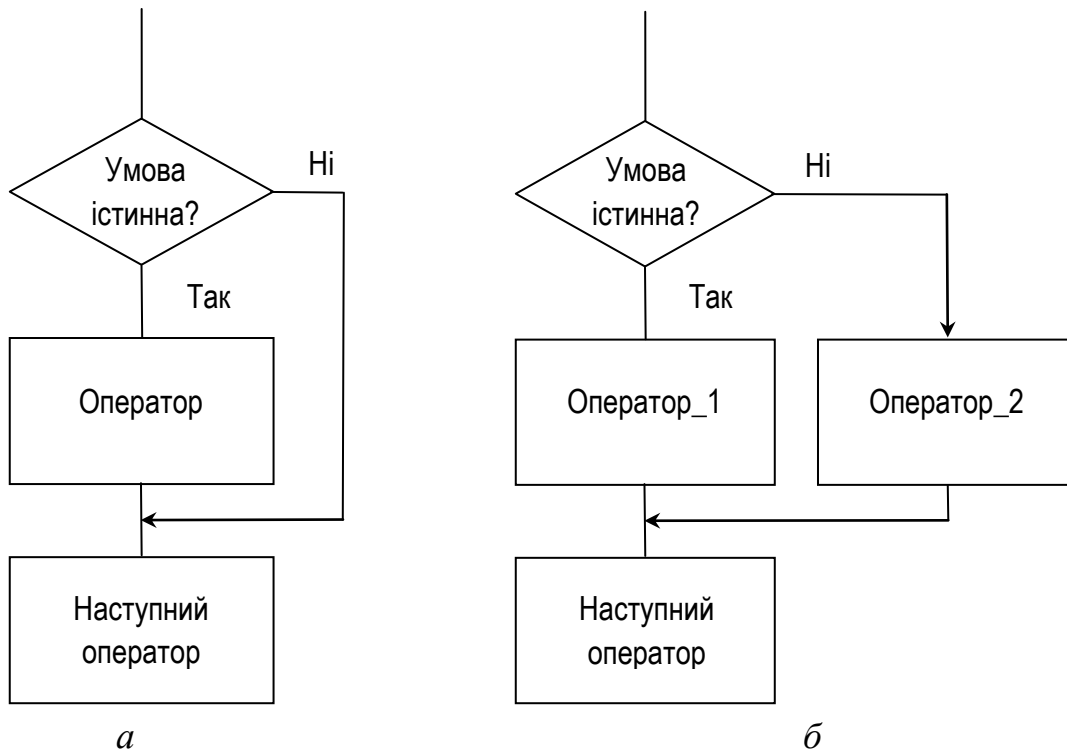 Умова
істинна?
Ні
Так
Оператор
Наступний
оператор
а
Умова
істинна?
Ні
Так
Оператор_1
Оператор_2
Наступний
оператор
б